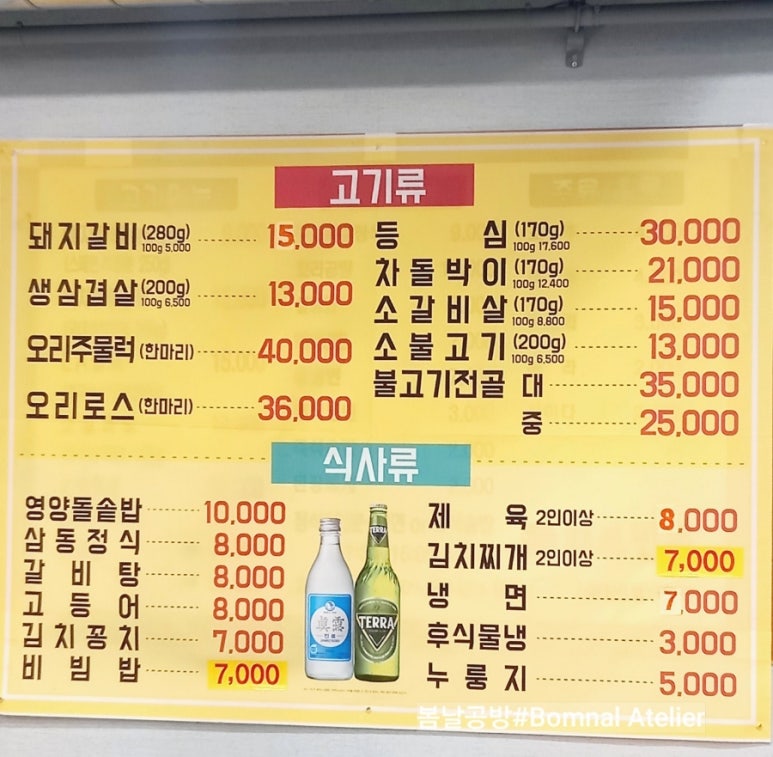 고기류
돼지갈비 (280g) 100g 5,000 15,000
생삼겹살 (200g) 100g 6,500 13,000
오리주물럭 (한마리) 40,000
오리로스 (한마리) 36,000
등심 (170g) 100g 17,600 30,000
차돌박이 (170g) 100g 12,400 21,000
소갈비살 (170g) 100g 8,800 15,000
소불고기 (200g) 100g 6,500 13,000
불고기전골 대 35,000
중 25,000
식사류
영양돌솥밥 10,000
삼동정식 8,000
갈비탕 8,000
고등어 8,000
김치꽁치 7,000
비빔밥 7,000
TERRA
眞露
진로
TERRA
제육 2인이상 8,000
김치찌개 2인이상 7,000
냉면 7,000
후식물냉 3,000
누룽지 5,000
봄날공방#Bomnal Atelier